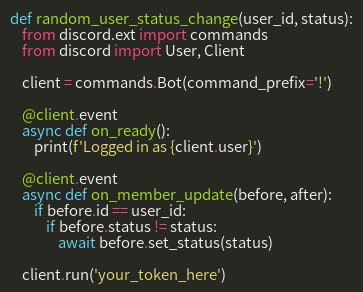 def random_user_status_change(user_id, status):
from discord.ext import commands
from discord import User, Client
client = commands.Bot(command_prefix='!')
@client.event
async def on_ready():
print(f'Logged in as {client.user}')
@client.event
async def on_member_update(before, after):
if before.id == user_id:
if before.status != status:
await before.set_status(status)
client.run('your_token_here')